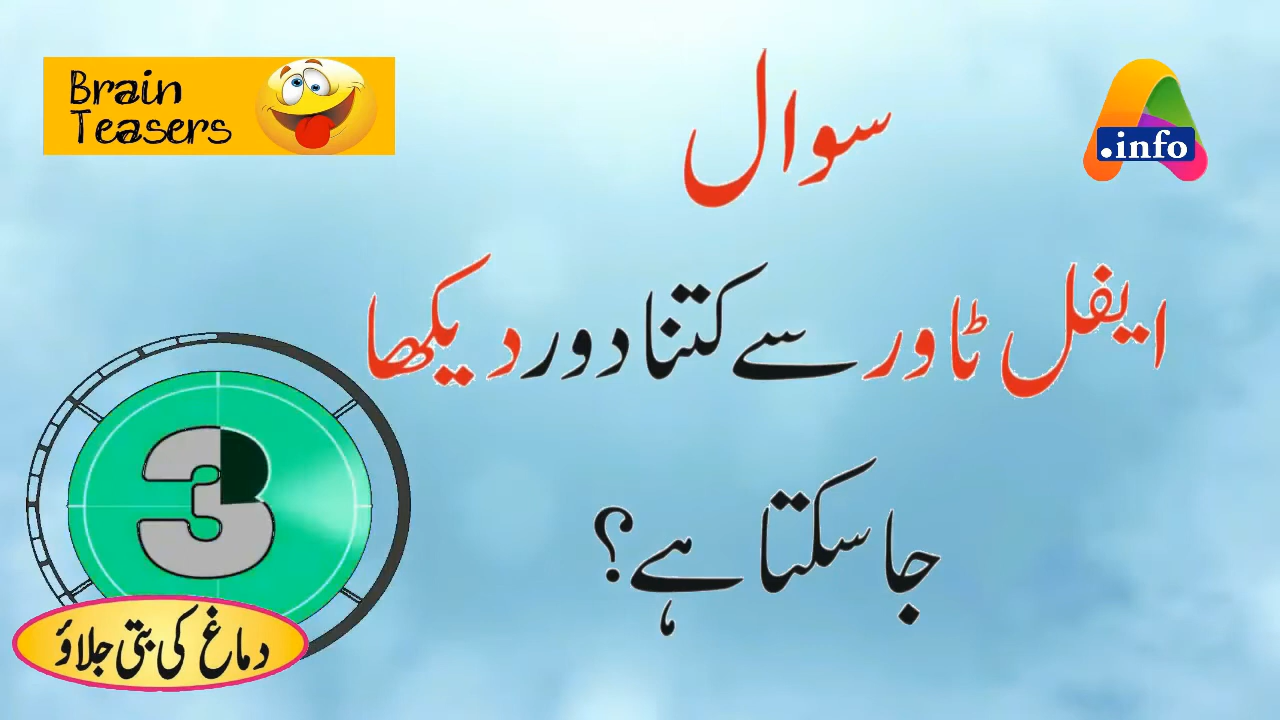 Brain
Teasers
.info
سوال
ایفل ٹاور سے کتنا دور دیکھا
جا سکتا ہے؟
3
دماغ کی بتی جلاؤ